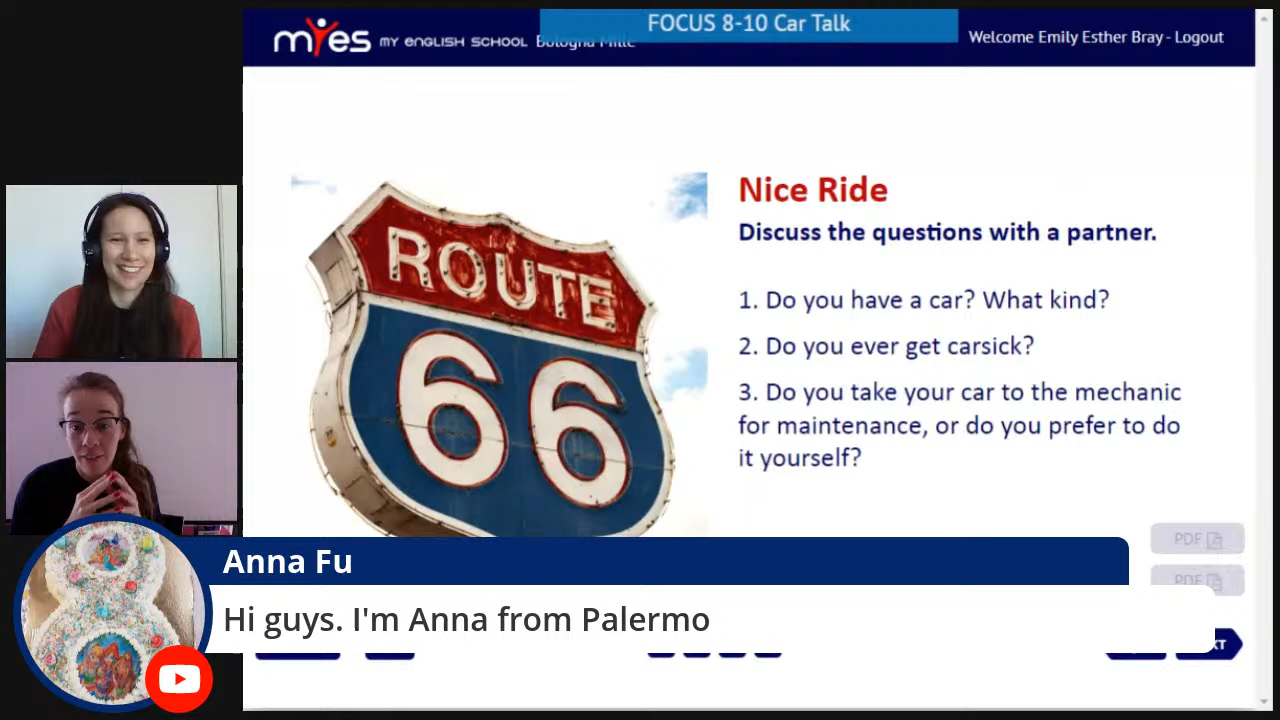 FOCUS 8-10 Car Talk
myes MY ENGLISH SCHOOL Bologna Mille
Welcome Emily Esther Bray - Logout
ROUTE
66
Nice Ride
Discuss the questions with a partner.
1. Do you have a car? What kind?
2. Do you ever get carsick?
3. Do you take your car to the mechanic
for maintenance, or do you prefer to do
it yourself?
PDF
PDF
Anna Fu
Hi guys. I'm Anna from Palermo